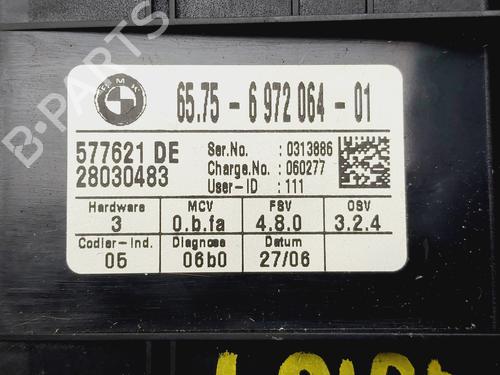 BMW
65.75 - 6 972 064 - 01
577621 DE
28030483
Ser.No. : 0313886
Charge.No. : 060277
User-ID : 111
Hardware MCV FSV OSV
3 0.b.fa 4.8.0 3.2.4
Codier-Ind. Diagnose Datum
05 06b0 27/06
B-PARTS